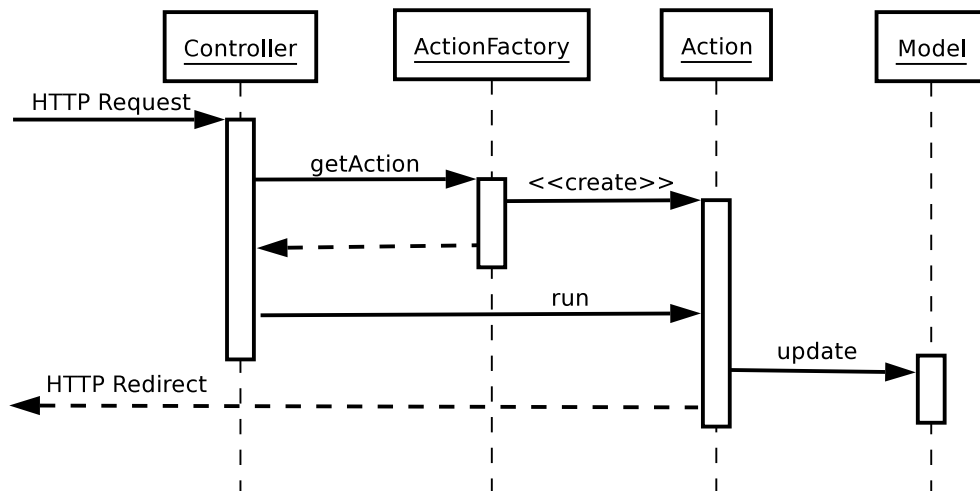 Controller
ActionFactory
Action
Model
HTTP Request
getAction
<<create>>
run
update
HTTP Redirect